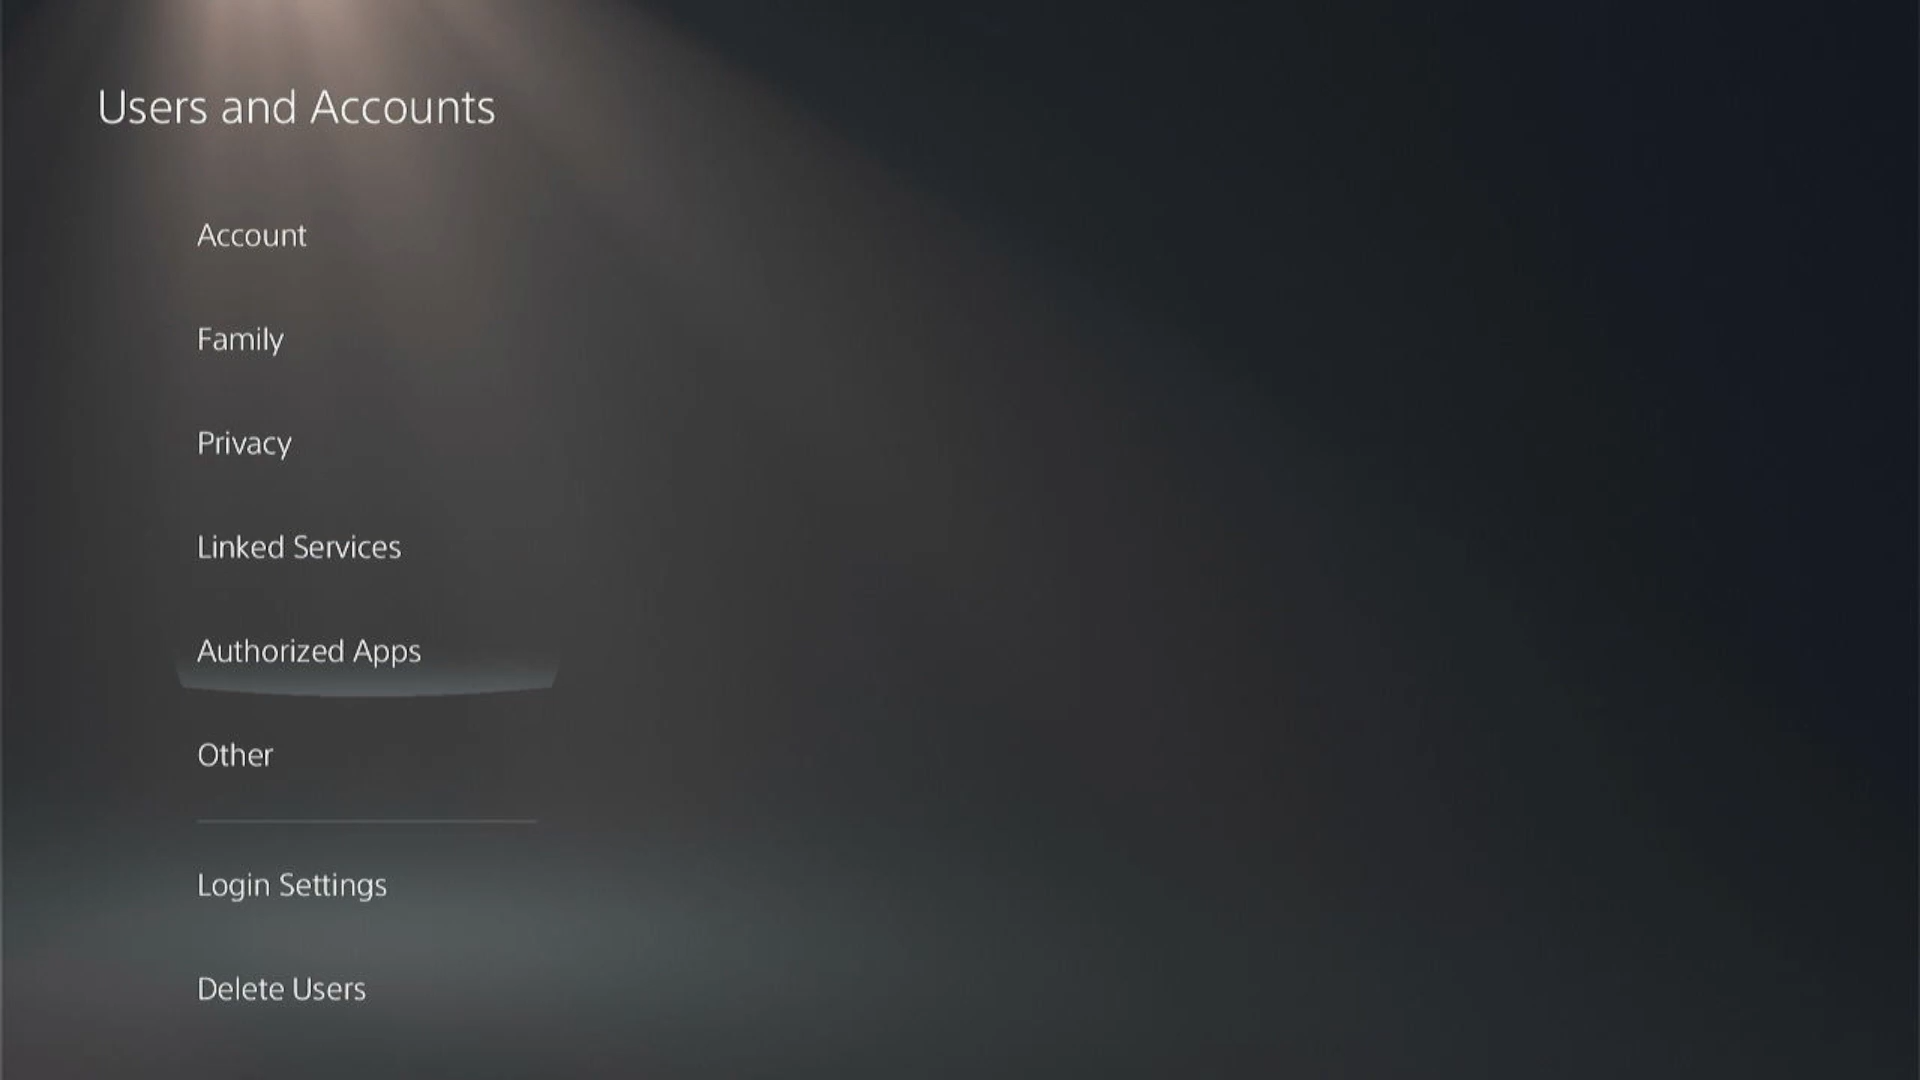 Users and Accounts
Account
Family
Privacy
Linked Services
Authorized Apps
Other
Login Settings
Delete Users